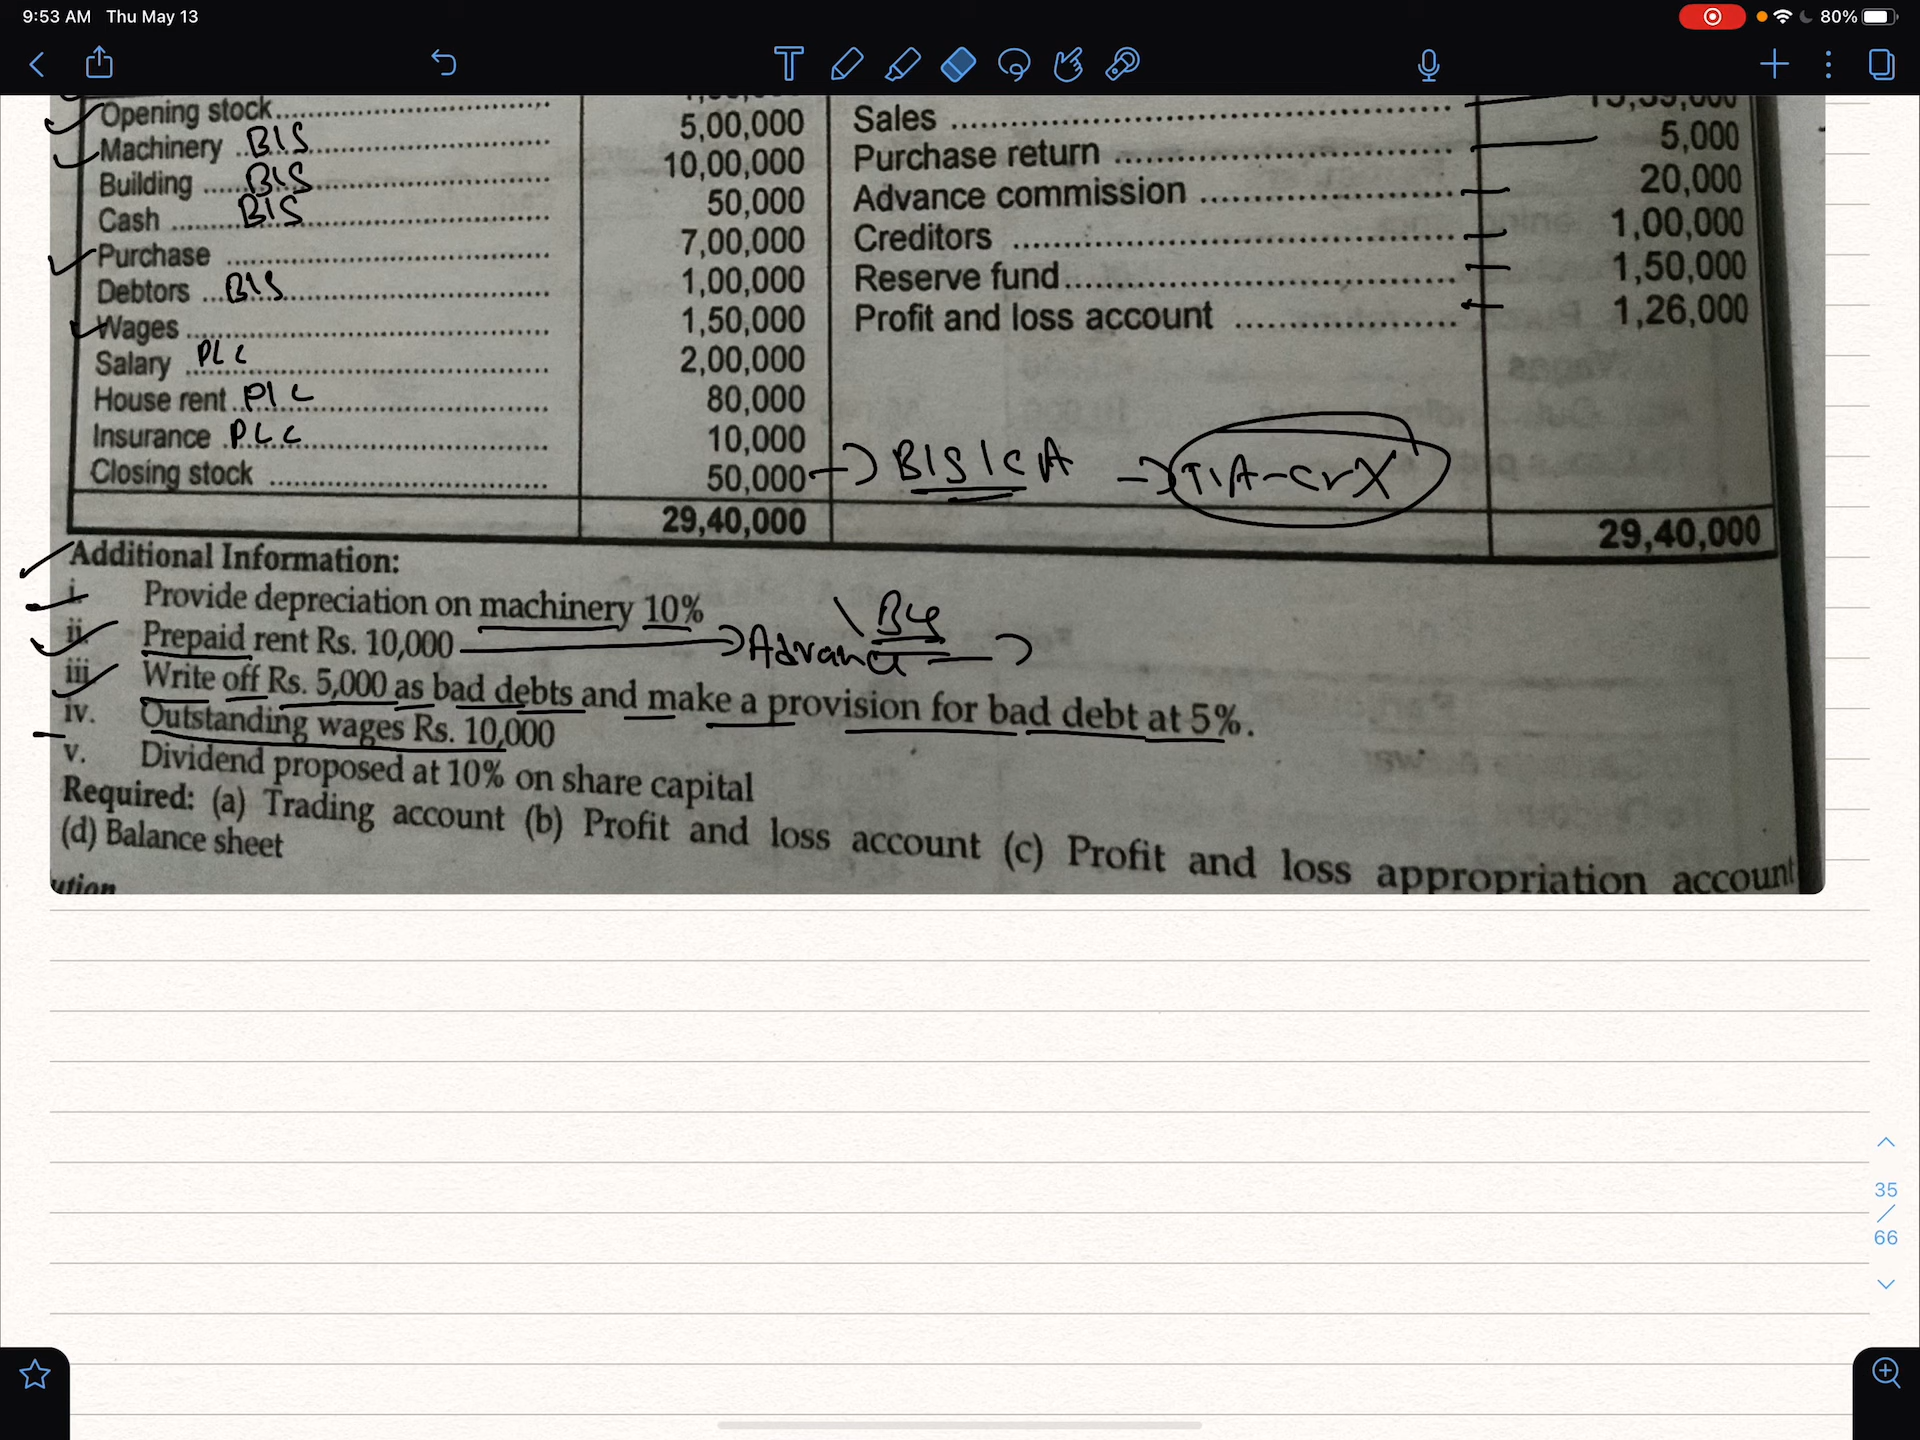 9:53 AM Thu May 13
80%
Opening stock
Machinery B/S 5,00,000
Building B/S 10,00,000
Cash B/S 50,000
Purchase 7,00,000
Debtors B/S 1,00,000
Wages 1,50,000
Salary PLC 2,00,000
House rent PLC 80,000
Insurance PLC 10,000
Closing stock 50,000
29,40,000
Sales
Purchase return 5,000
Advance commission 20,000
Creditors 1,00,000
Reserve fund 1,50,000
Profit and loss account 1,26,000
B/S/CA T/A-Cr X
29,40,000
Additional Information:
i. Provide depreciation on machinery 10%
ii. Prepaid rent Rs. 10,000
iii. Write off Rs. 5,000 as bad debts and make a provision for bad debt at 5%.
iv. Outstanding wages Rs. 10,000
v. Dividend proposed at 10% on share capital
Required: (a) Trading account (b) Profit and loss account (c) Profit and loss appropriation account
(d) Balance sheet
35
/
66